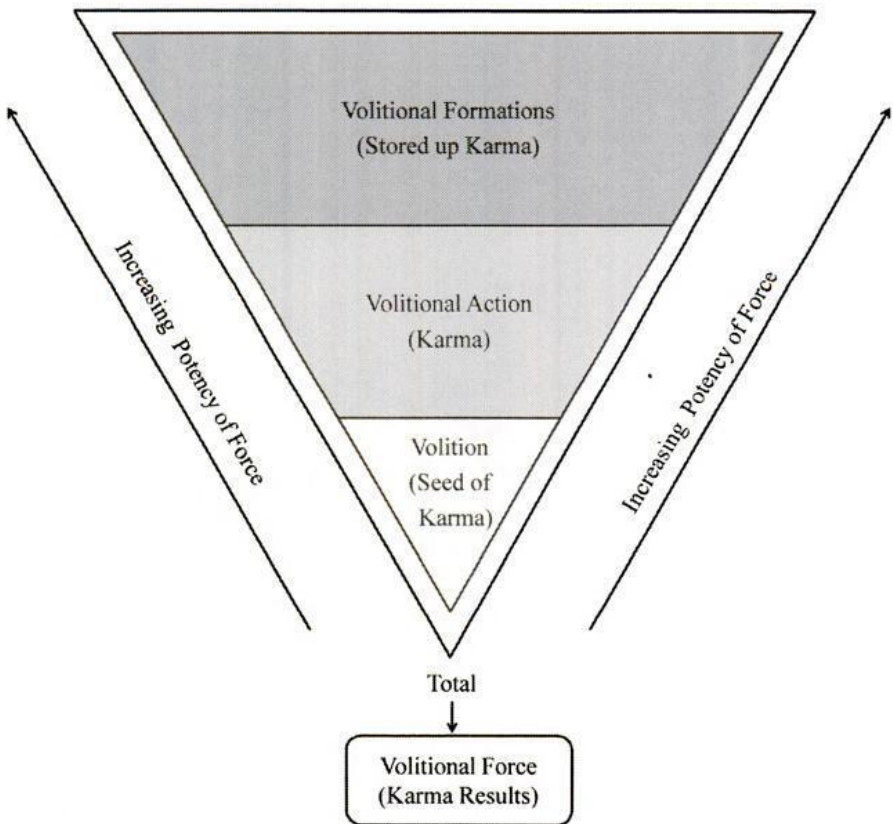 Volitional Formations
(Stored up Karma)
Volitional Action
(Karma)
Volition
(Seed of
Karma)
Increasing Potency of Force
Increasing Potency of Force
Total
Volitional Force
(Karma Results)